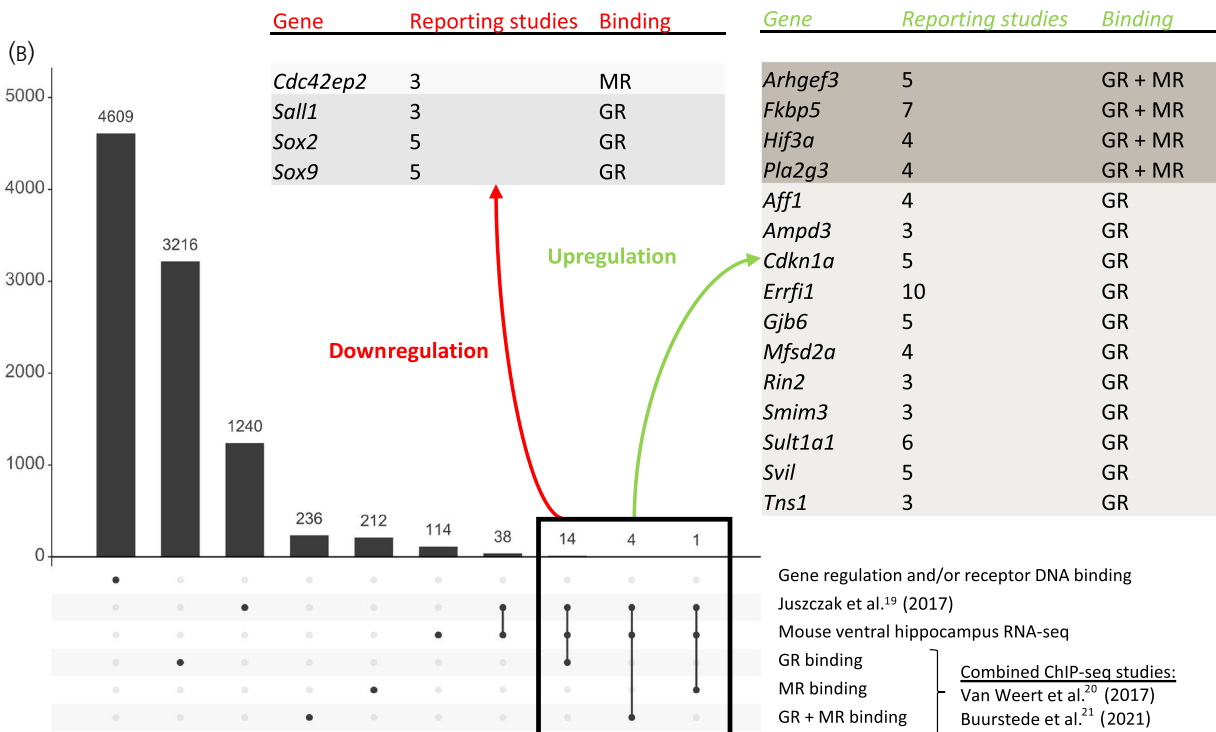 (B)
Gene Reporting studies Binding
Cdc42ep2 3 MR
Sall1 3 GR
Sox2 5 GR
Sox9 5 GR
Gene Reporting studies Binding
Arhgef3 5 GR + MR
Fkbp5 7 GR + MR
Hif3a 4 GR + MR
Pla2g3 4 GR + MR
Aff1 4 GR
Ampd3 3 GR
Cdkn1a 5 GR
Errfi1 10 GR
Gjb6 5 GR
Mfsd2a 4 GR
Rin2 3 GR
Smim3 3 GR
Sult1a1 6 GR
Svil 5 GR
Tns1 3 GR
Upregulation
Downregulation
5000
4000
3000
2000
1000
0
4609
3216
1240
236
212
114
38
14
4
1
Gene regulation and/or receptor DNA binding
Juszczak et al.19 (2017)
Mouse ventral hippocampus RNA-seq
GR binding
MR binding
GR + MR binding
Combined ChIP-seq studies:
Van Weert et al.20 (2017)
Buurstede et al.21 (2021)